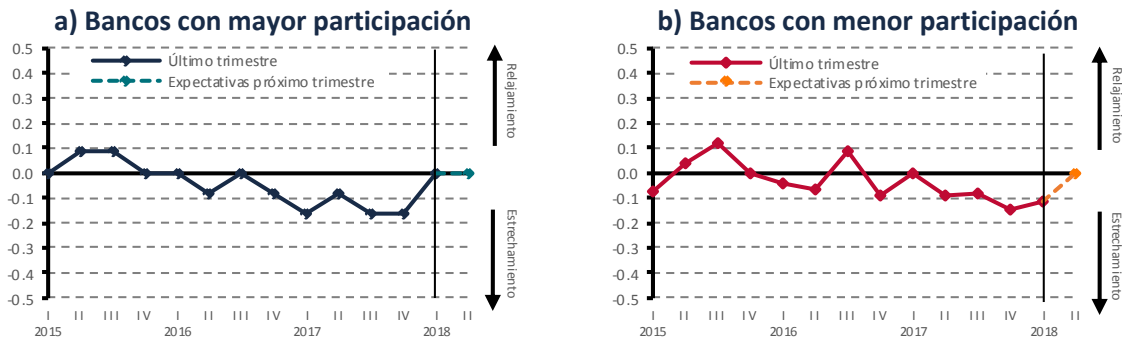 a) Bancos con mayor participación
0.5
0.4
0.3
0.2
0.1
0.0
-0.1
-0.2
-0.3
-0.4
-0.5
Último trimestre
Expectativas próximo trimestre
Relajamiento
Estrechamiento
I II III IV I II III IV I II III IV I II
2015 2016 2017 2018
b) Bancos con menor participación
0.5
0.4
0.3
0.2
0.1
0.0
-0.1
-0.2
-0.3
-0.4
-0.5
Último trimestre
Expectativas próximo trimestre
Relajamiento
Estrechamiento
I II III IV I II III IV I II III IV I II
2015 2016 2017 2018